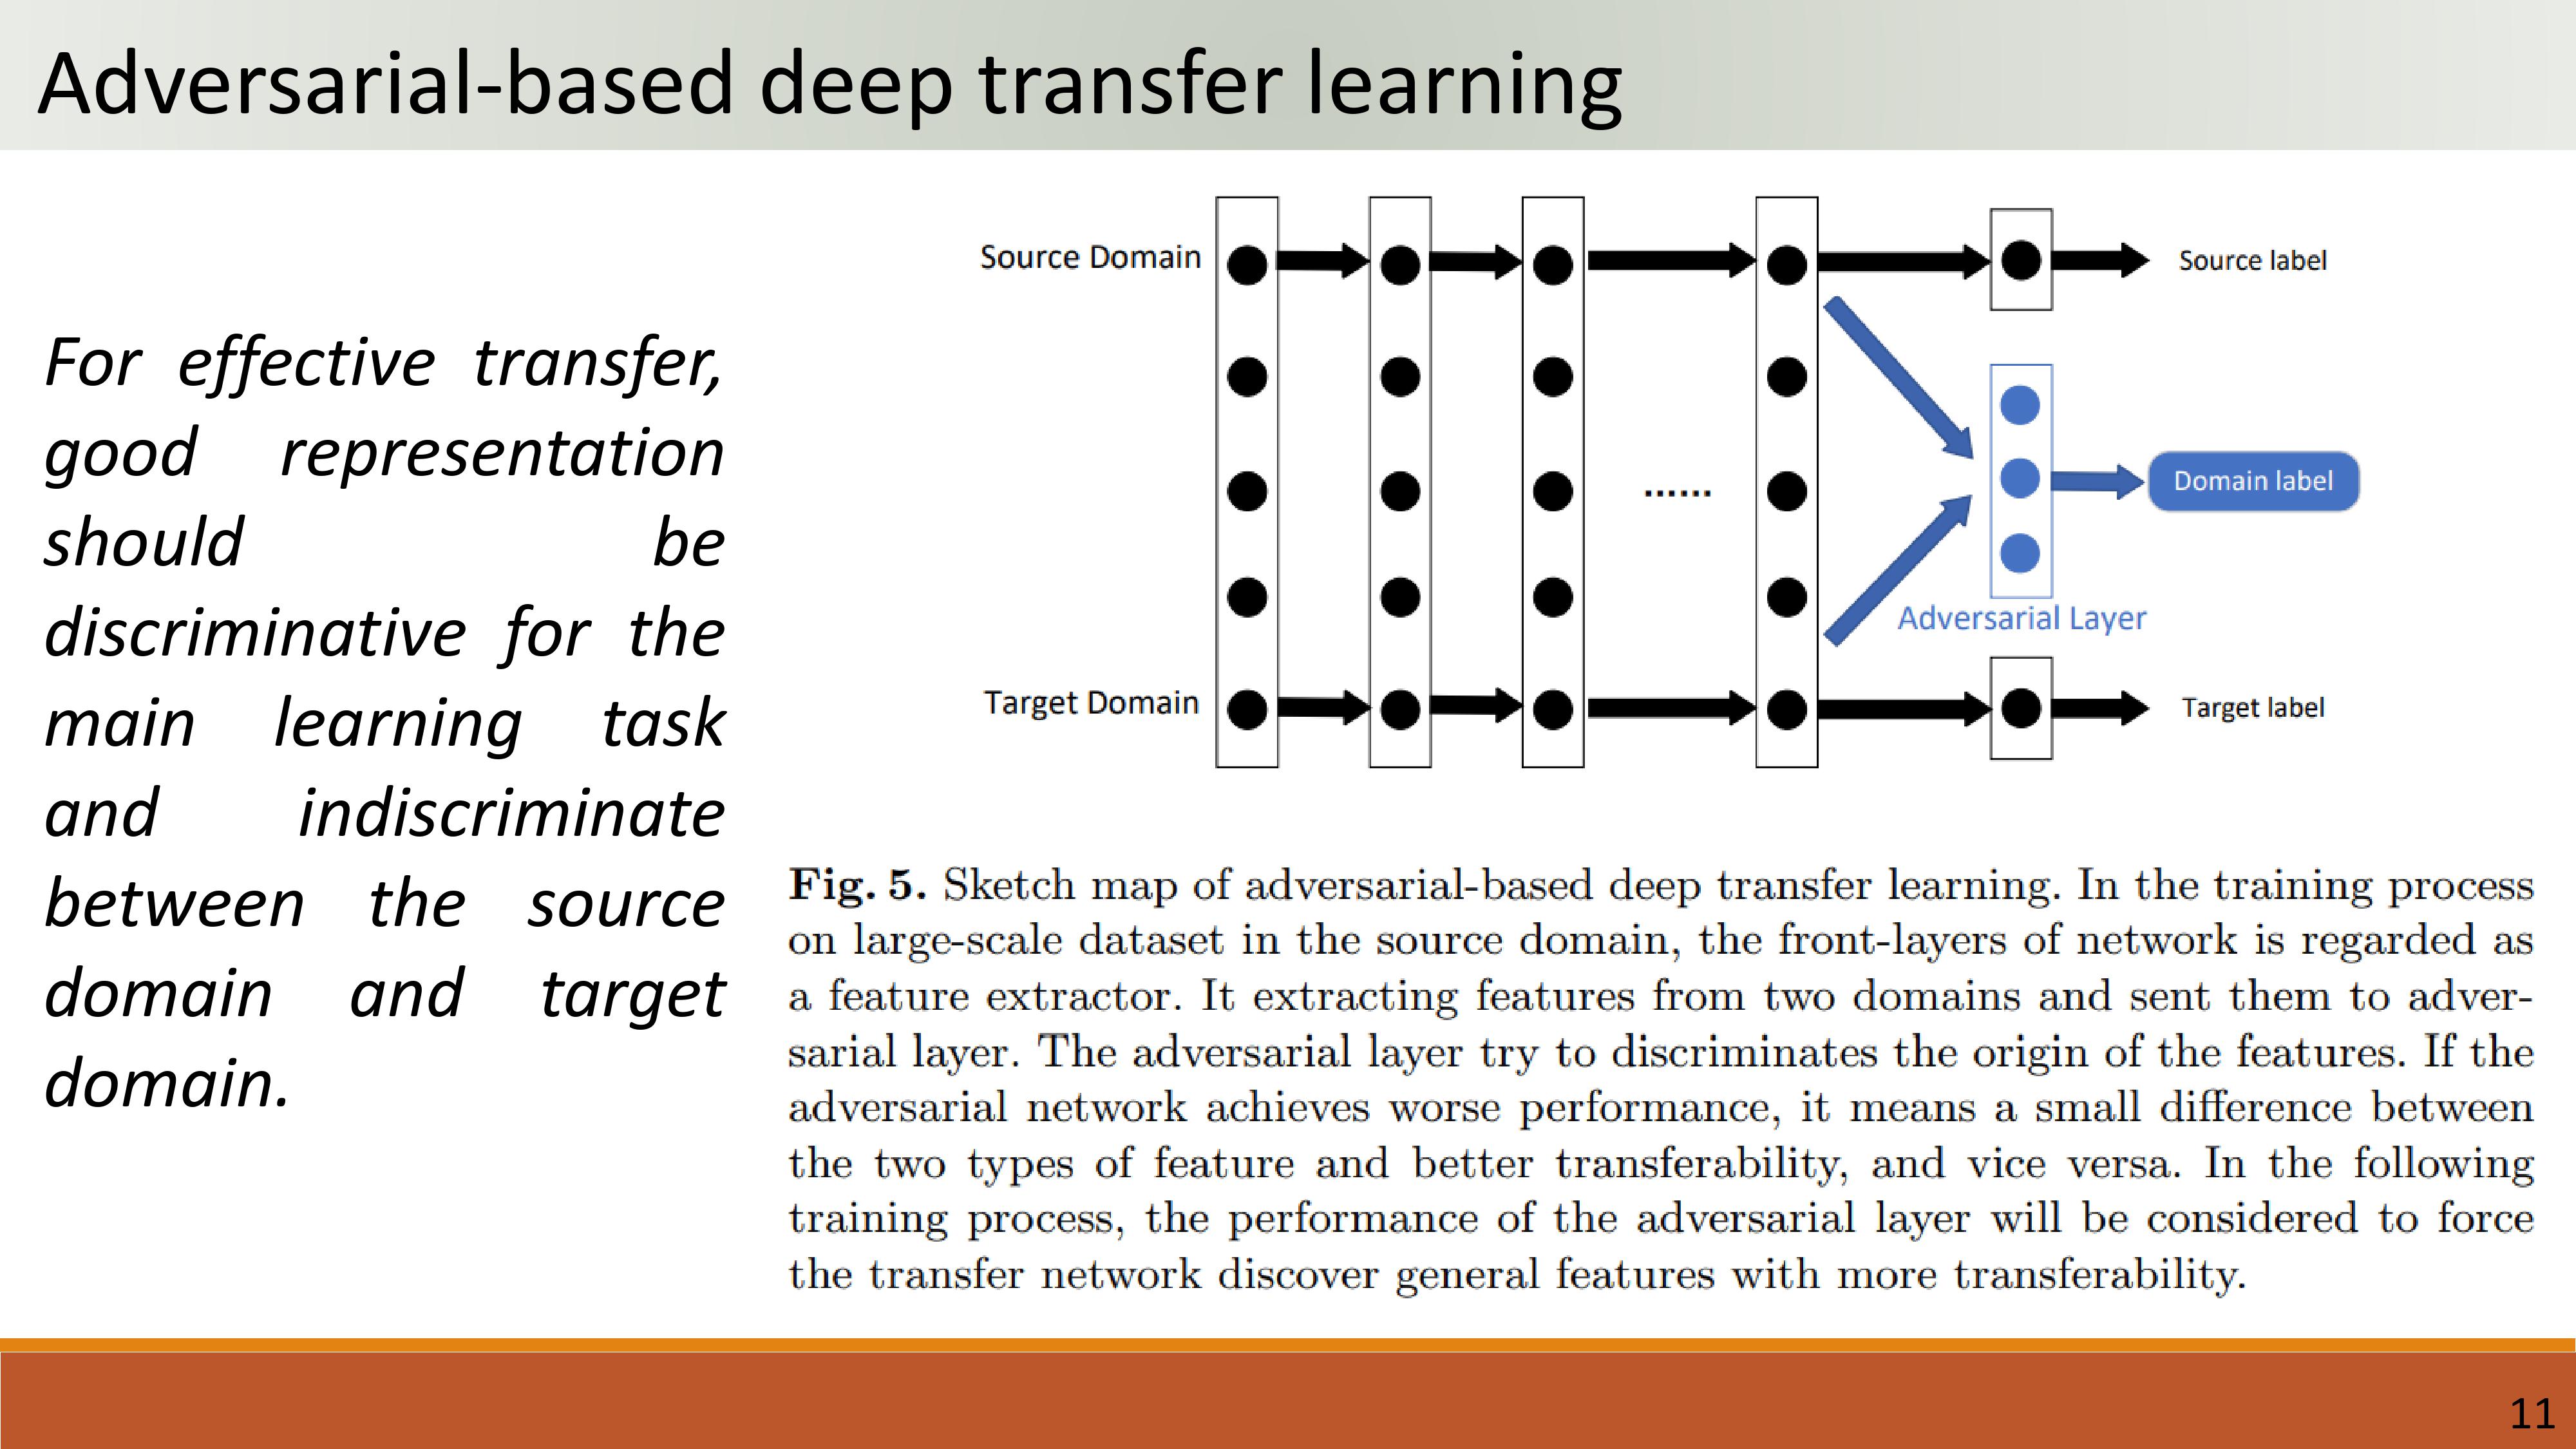 Adversarial-based deep transfer learning
For effective transfer,
good representation
should be
discriminative for the
main learning task
and indiscriminate
between the source
domain and target
domain.
Source Domain
Source label
......
Domain label
Adversarial Layer
Target Domain
Target label
Fig. 5. Sketch map of adversarial-based deep transfer learning. In the training process
on large-scale dataset in the source domain, the front-layers of network is regarded as
a feature extractor. It extracting features from two domains and sent them to adver-
sarial layer. The adversarial layer try to discriminates the origin of the features. If the
adversarial network achieves worse performance, it means a small difference between
the two types of feature and better transferability, and vice versa. In the following
training process, the performance of the adversarial layer will be considered to force
the transfer network discover general features with more transferability.
11